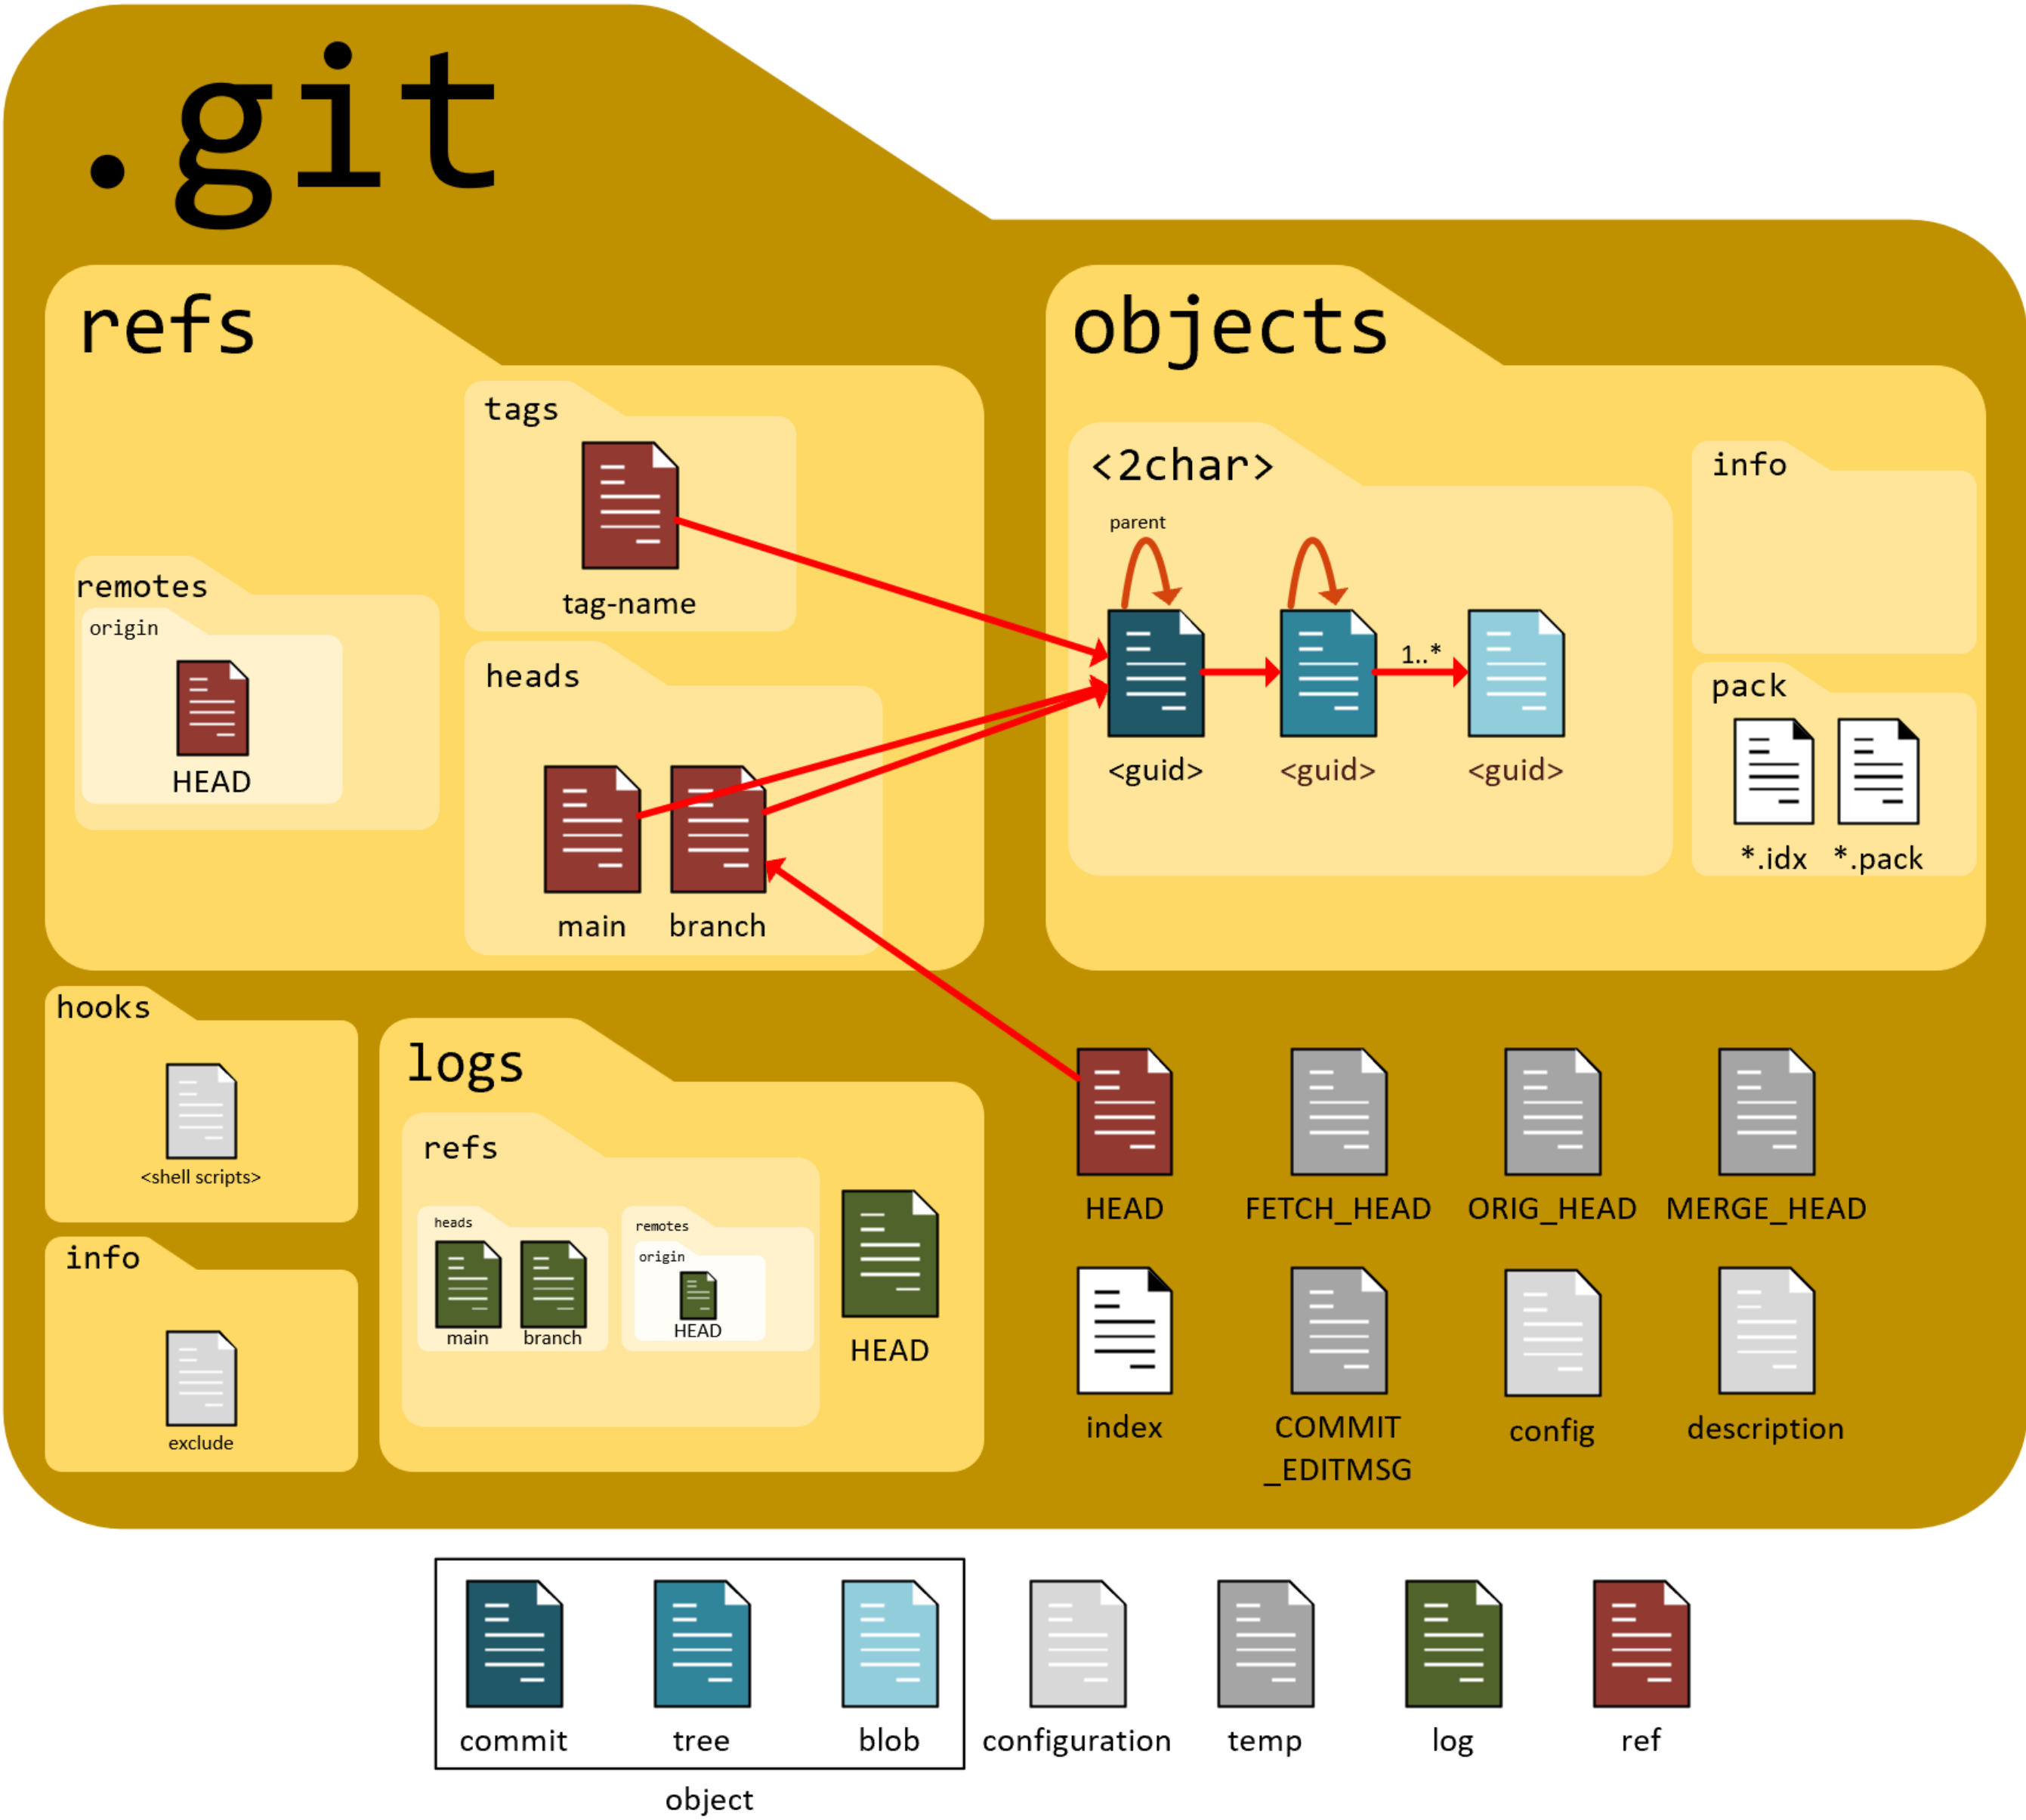 .git
refs
tags
tag-name
remotes
origin
HEAD
heads
main
branch
objects
<2char>
parent
1..*
<guid>
<guid>
<guid>
info
pack
*.idx
*.pack
hooks
<shell scripts>
info
exclude
logs
refs
heads
main
branch
remotes
origin
HEAD
HEAD
HEAD
FETCH_HEAD
ORIG_HEAD
MERGE_HEAD
index
COMMIT
_EDITMSG
config
description
commit
tree
blob
object
configuration
temp
log
ref